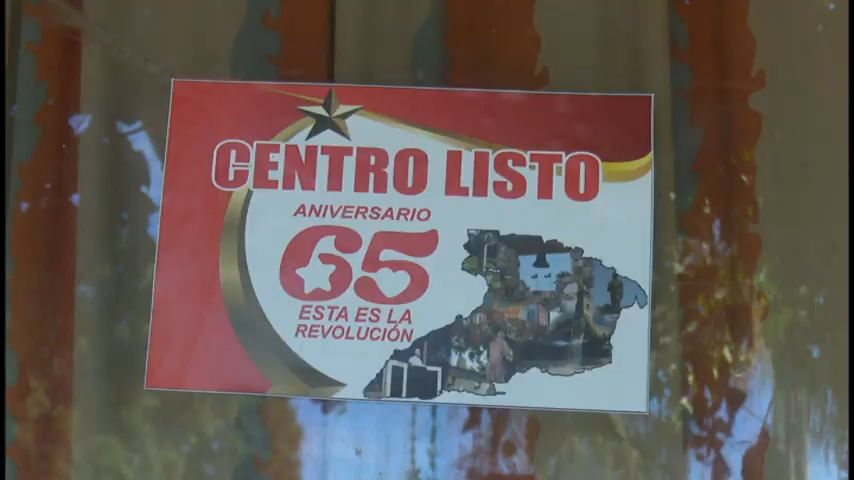 CENTRO LISTO
ANIVERSARIO
65
ESTA ES LA
REVOLUCIÓN